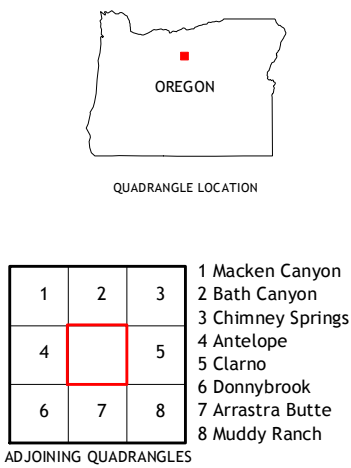 OREGON
QUADRANGLE LOCATION
1 2 3
4 5
6 7 8
1 Macken Canyon
2 Bath Canyon
3 Chimney Springs
4 Antelope
5 Clarno
6 Donnybrook
7 Arrastra Butte
8 Muddy Ranch
ADJOINING QUADRANGLES